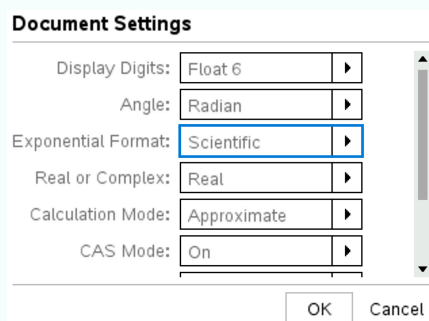 Document Settings
Display Digits: Float 6
Angle: Radian
Exponential Format: Scientific
Real or Complex: Real
Calculation Mode: Approximate
CAS Mode: On
OK Cancel